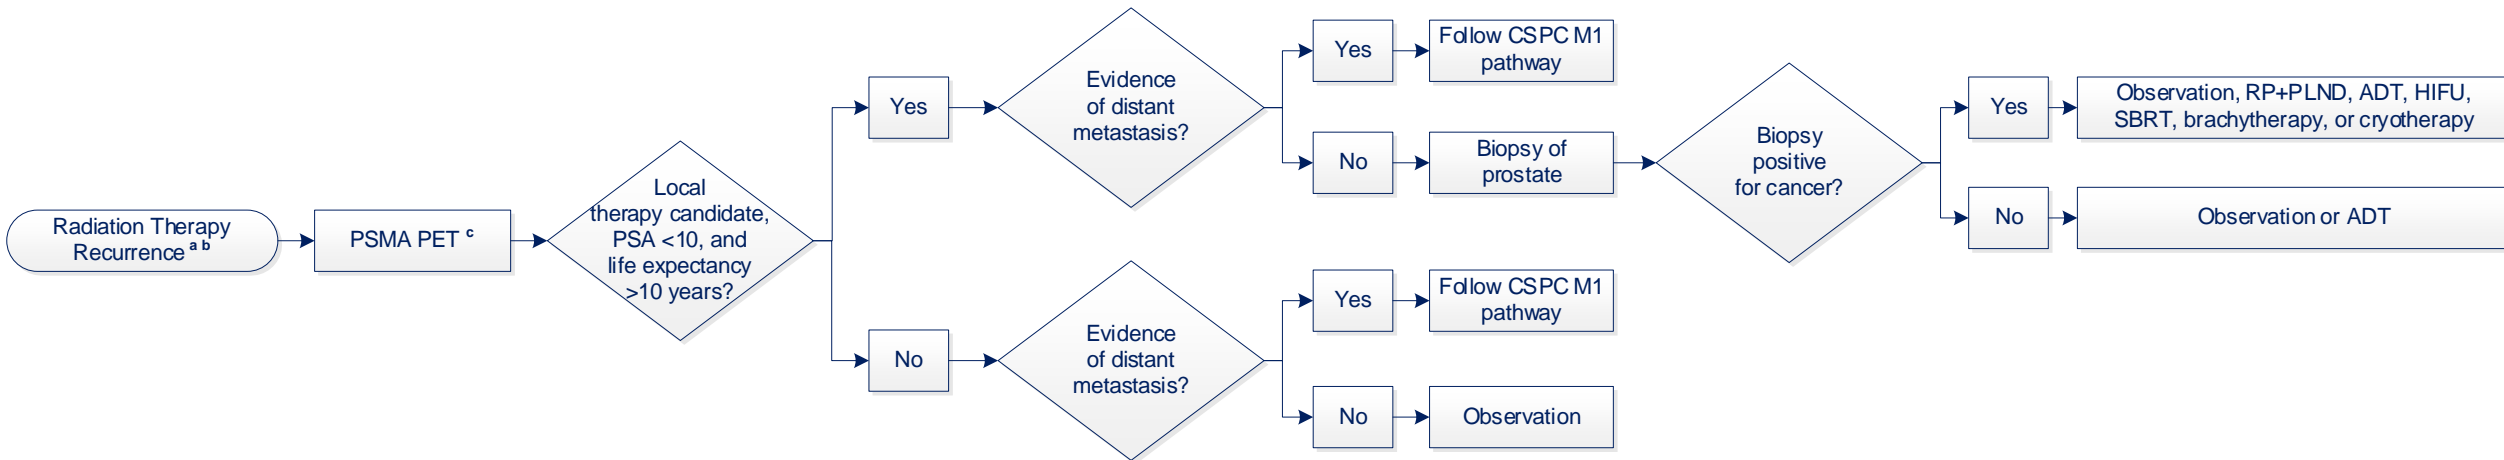 Radiation Therapy
Recurrence a b
PSMA PET c
Local
therapy candidate,
PSA <10, and
life expectancy
>10 years?
Yes
Evidence
of distant
metastasis?
Yes
Follow CSPC M1
pathway
No
Biopsy of
prostate
Biopsy
positive
for cancer?
Yes
Observation, RP+PLND, ADT, HIFU,
SBRT, brachytherapy, or cryotherapy
No
Observation or ADT
No
Evidence
of distant
metastasis?
Yes
Follow CSPC M1
pathway
No
Observation